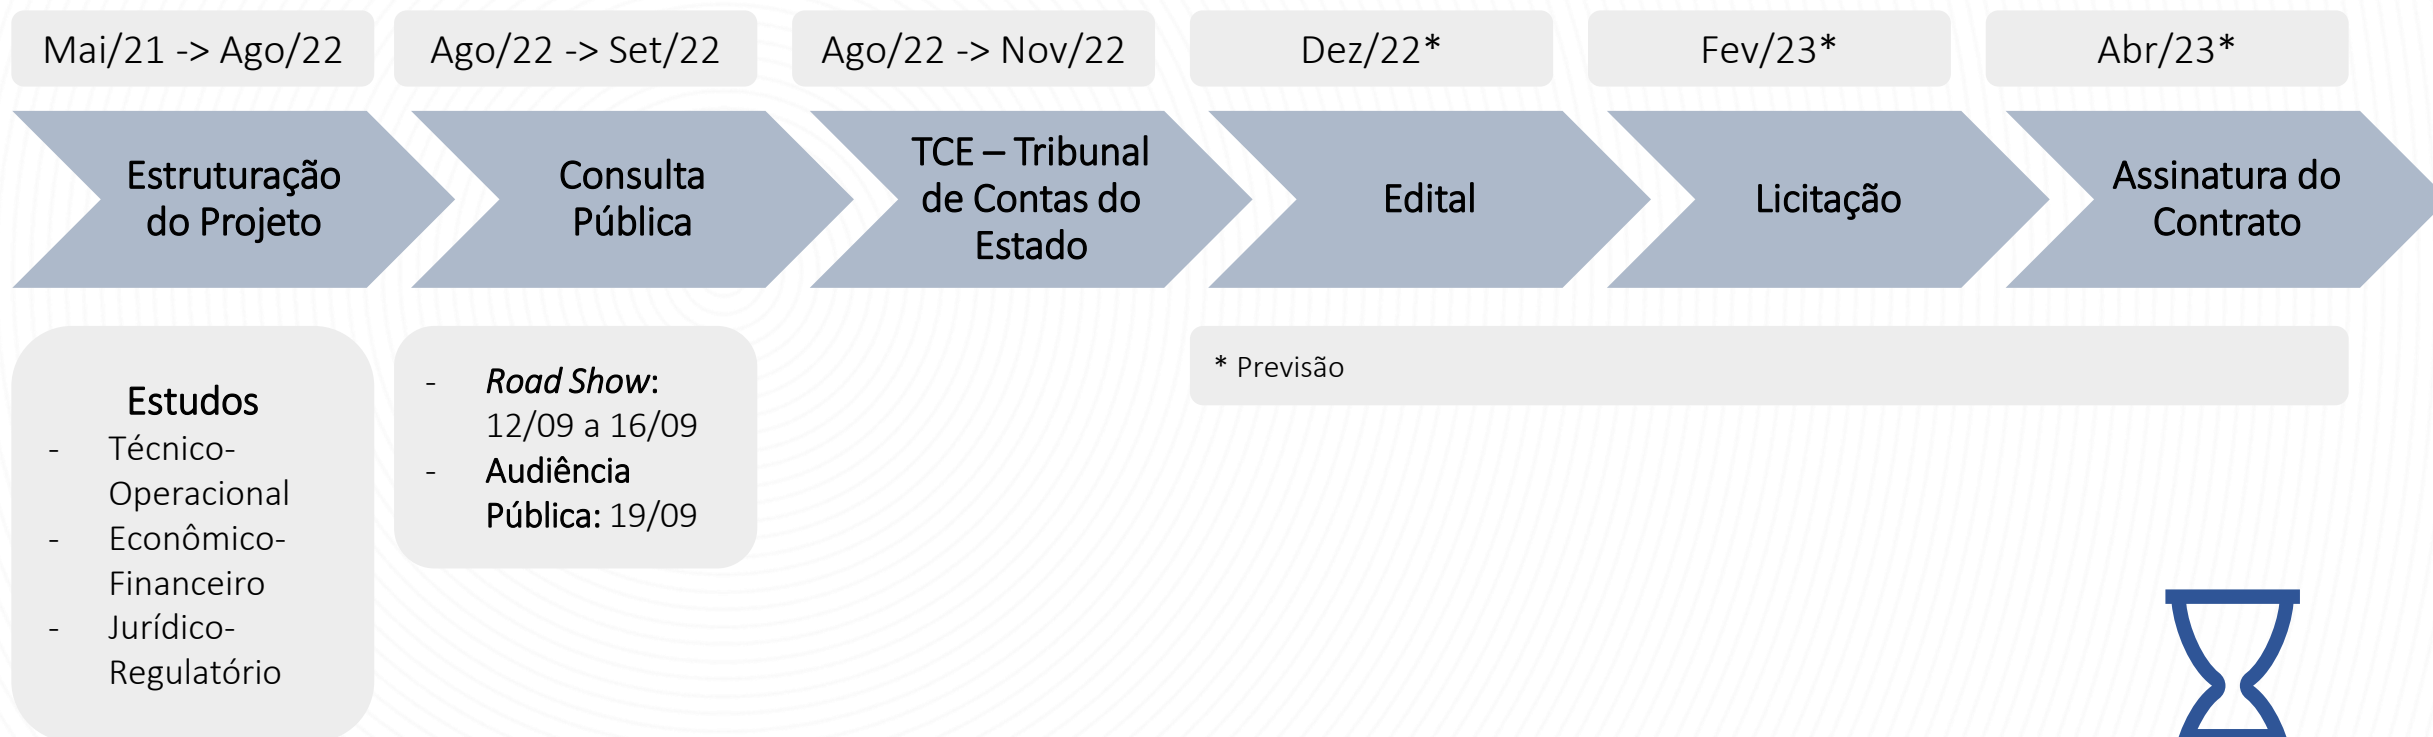 Mai/21 -> Ago/22
Ago/22 -> Set/22
Ago/22 -> Nov/22
Dez/22*
Fev/23*
Abr/23*
Estruturação
do Projeto
Consulta
Pública
TCE – Tribunal
de Contas do
Estado
Edital
Licitação
Assinatura do
Contrato
Estudos
- Técnico-
Operacional
- Econômico-
Financeiro
- Jurídico-
Regulatório
- Road Show:
12/09 a 16/09
- Audiência
Pública: 19/09
* Previsão